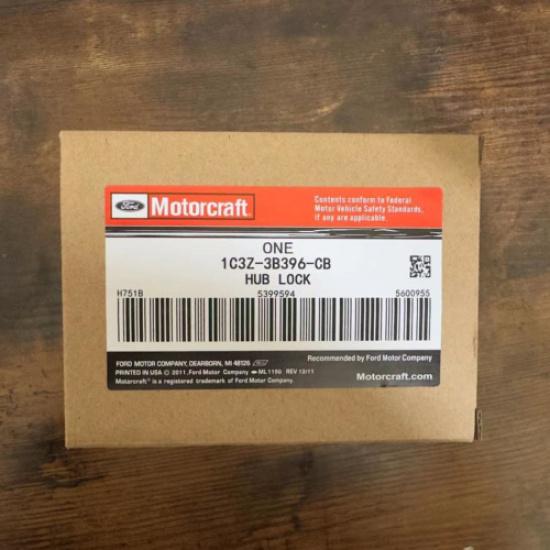 Ford
Motorcraft®
Contents conform to Federal
Motor Vehicle Safety Standards,
if any are applicable.
ONE
1C3Z-3B396-CB
HUB LOCK
H751B 5399594 5600955
FORD MOTOR COMPANY, DEARBORN, MI 48126
PRINTED IN USA © 2011, Ford Motor Company ML1150 REV 12/11
Motorcraft® is a registered trademark of Ford Motor Company.
Recommended by Ford Motor Company
Motorcraft.com